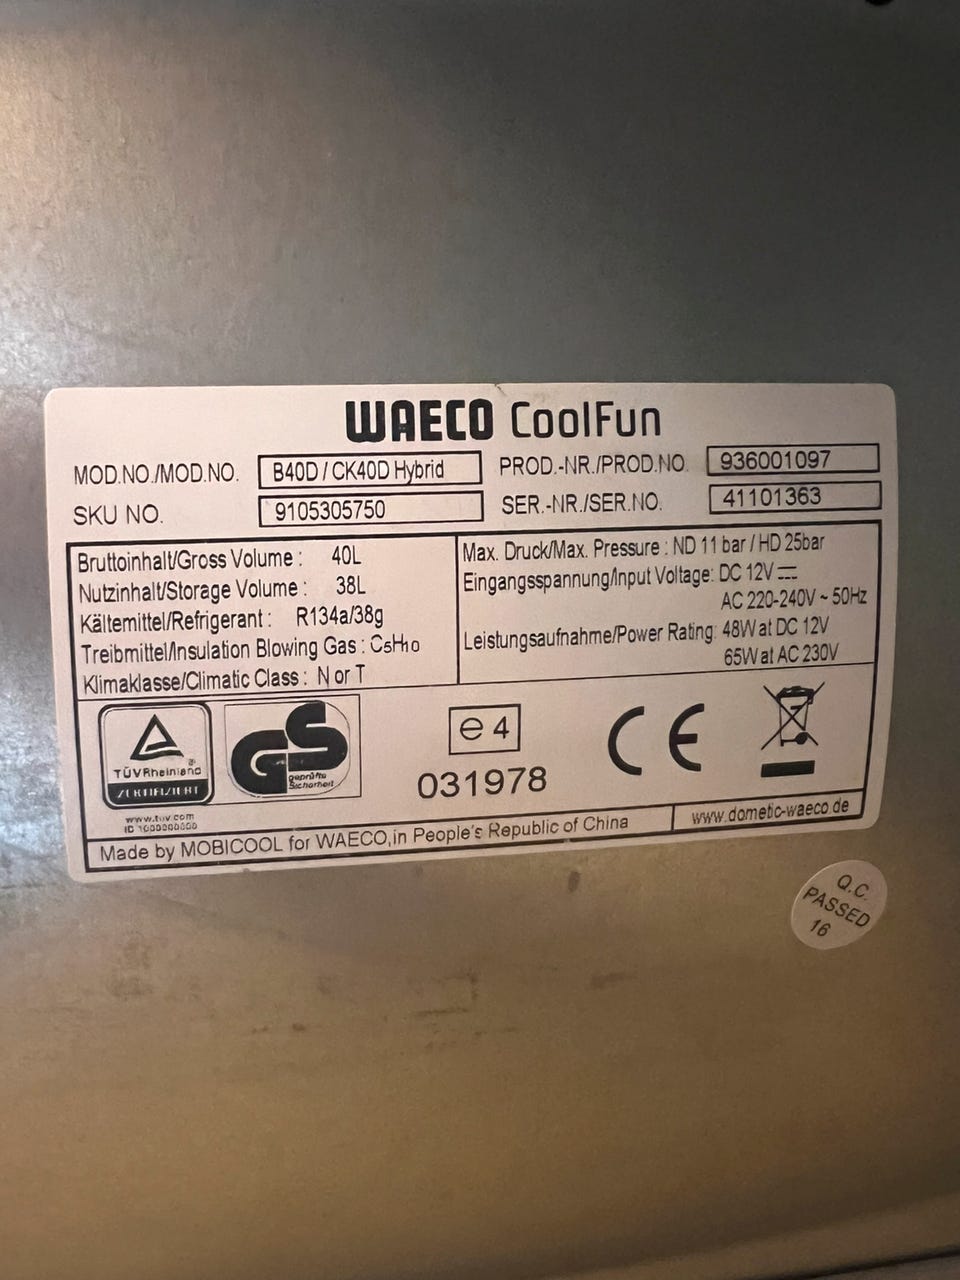 WAECO CoolFun
MOD.NO./MOD.NO. B40D / CK40D Hybrid PROD.-NR./PROD.NO. 936001097
SKU NO. 9105305750 SER.-NR./SER.NO. 41101363
Bruttoinhalt/Gross Volume : 40L
Nutzinhalt/Storage Volume : 38L
Kältemittel/Refrigerant : R134a/38g
Treibmittel/Insulation Blowing Gas : C5H10
Klimaklasse/Climatic Class : N or T
Max. Druck/Max. Pressure : ND 11 bar / HD 25bar
Eingangsspannung/Input Voltage: DC 12V
AC 220-240V ~ 50Hz
Leistungsaufnahme/Power Rating: 48W at DC 12V
65W at AC 230V
TÜVRheinland
ZERTIFIZIERT
www.tuv.com
ID 1000000000
GS
geprüfte
Sicherheit
e 4
031978
CE
Made by MOBICOOL for WAECO,in People's Republic of China
www.dometic-waeco.de
Q.C.
PASSED
16